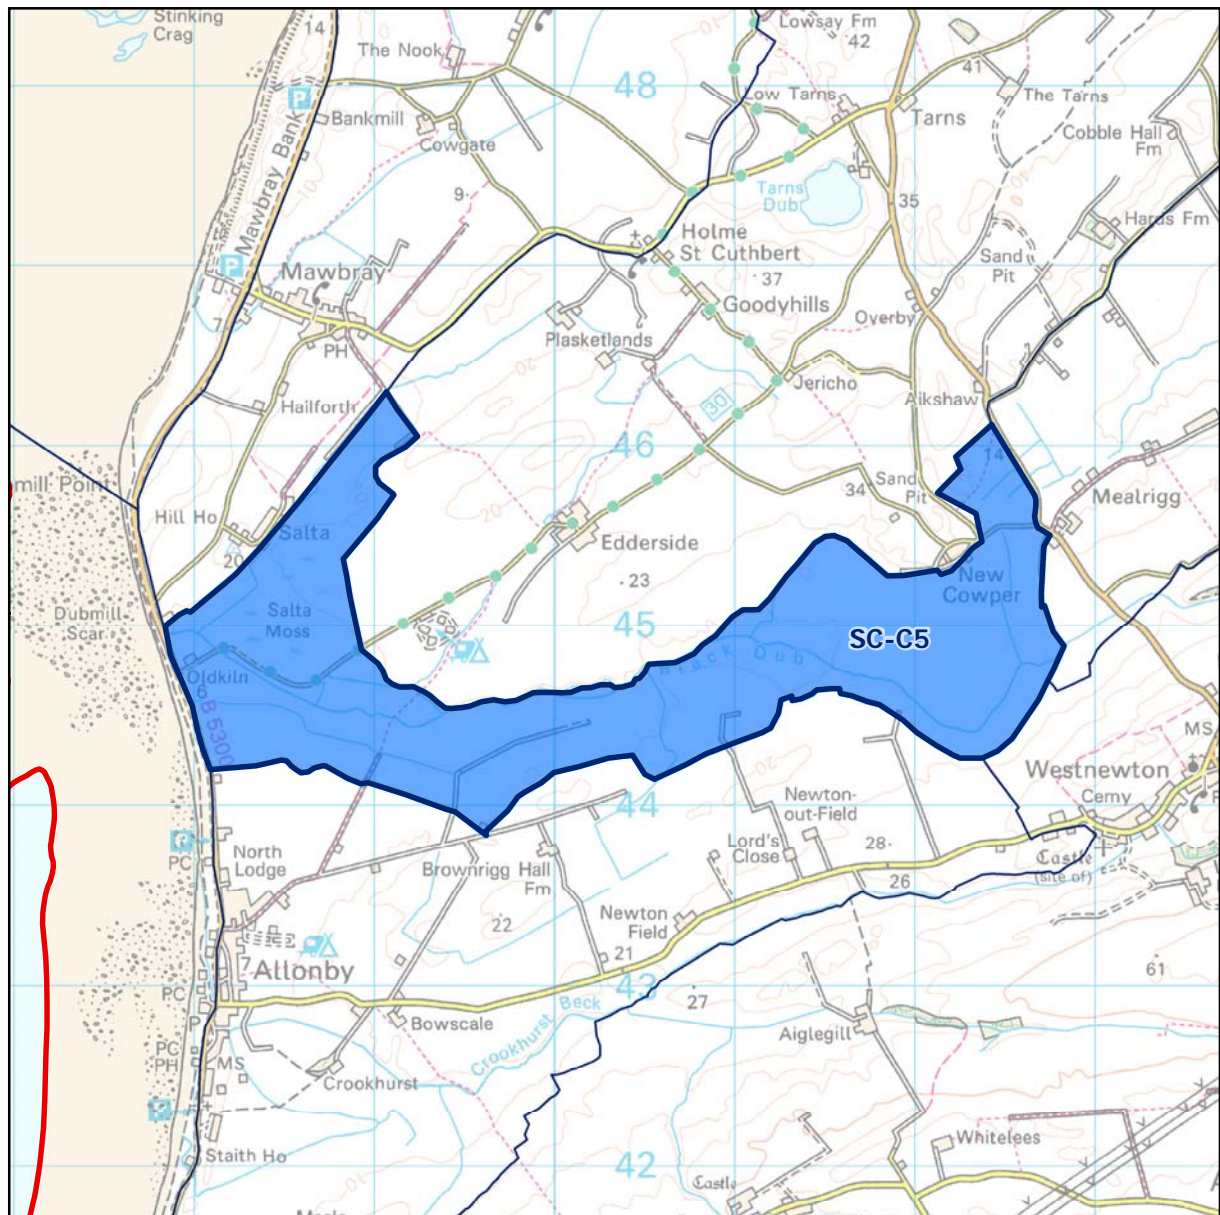 Stinking
Crag
14
The Nook
Lowsay Fm
42
41
48
Low Tarns
The Tarns
P
Bankmill
Tarns
Cobble Hall
Fm
Cowgate
Mawbray Bank
9
Tarns
Dub
35
Hards Fm
Holme
St Cuthbert
Sand
Pit
P
Mawbray
37
Goodyhills
7
Overby
PH
Plasketlands
Jericho
Hailforth
30
Aikshaw
46
14
mill Point
20
34
Sand
Pit
Mealrigg
Hill Ho
Salta
Edderside
20
23
New
Cowper
Dubmill
Scar
Salta
Moss
45
SC-C5
Black Dub
Oldkiln
6
B 5300
MS
20
Westnewton
Cemy
44
Newton-
out-Field
PC
North
Lodge
Lord's
Close
28
Castle
(site of)
Brownrigg Hall
Fm
26
22
Newton
Field
21
7
Allonby
61
43
PC
27
Crookhurst Beck
P
Bowscale
Aiglegill
PC
PH
MS
Crookhurst
10
Whitelees
Staith Ho
42
Castle